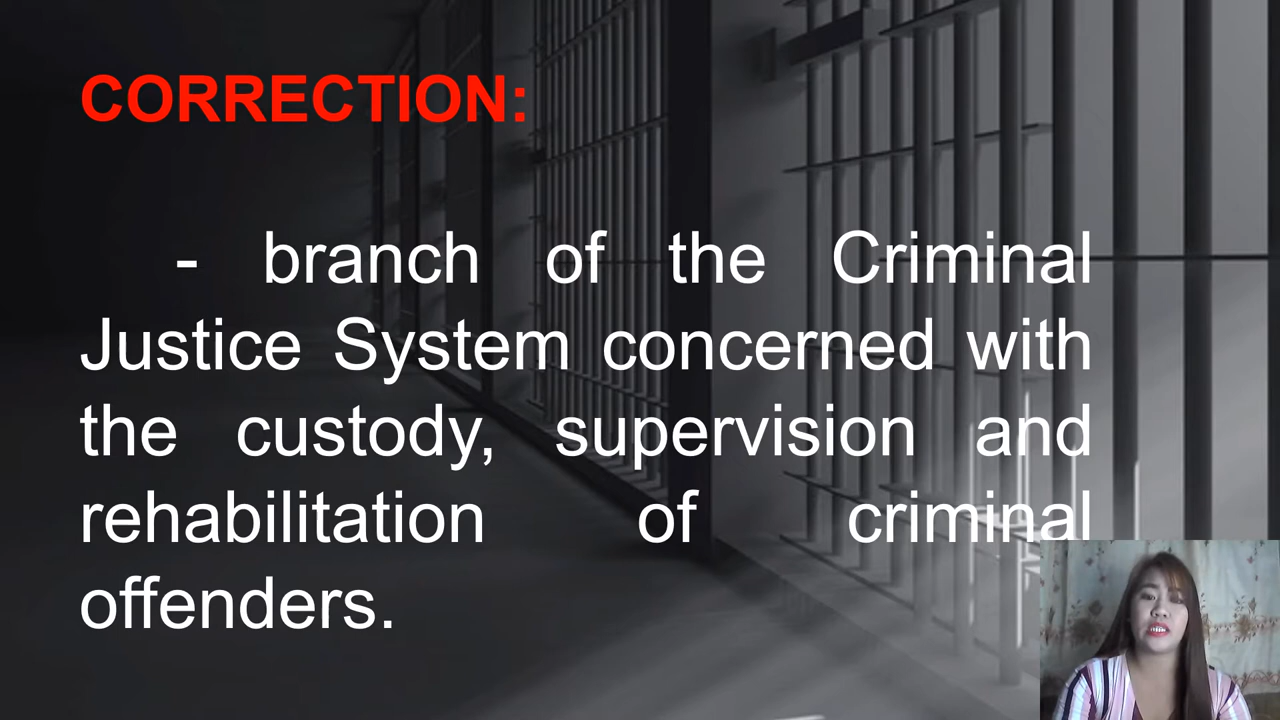 CORRECTION:
- branch of the Criminal
Justice System concerned with
the custody, supervision and
rehabilitation of criminal
offenders.